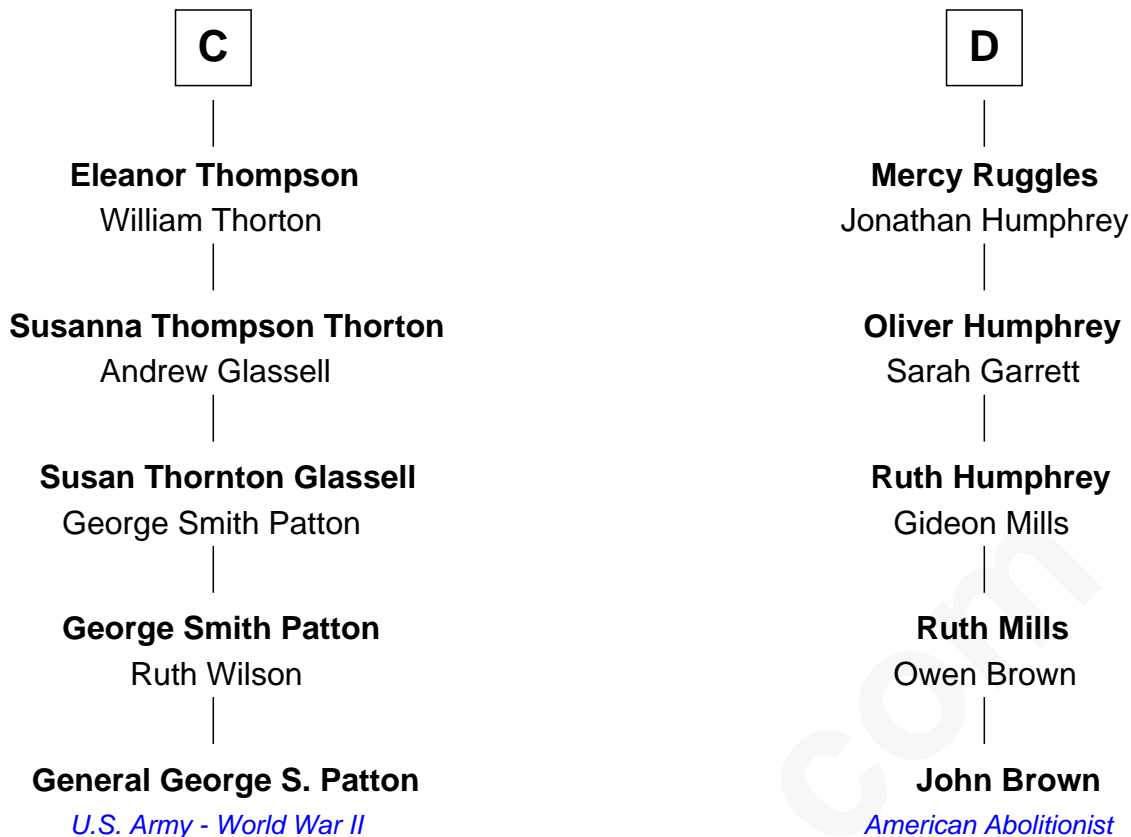 C
Eleanor Thompson
William Thorton
Susanna Thompson Thorton
Andrew Glassell
Susan Thornton Glassell
George Smith Patton
George Smith Patton
Ruth Wilson
General George S. Patton
U.S. Army - World War II
D
Mercy Ruggles
Jonathan Humphrey
Oliver Humphrey
Sarah Garrett
Ruth Humphrey
Gideon Mills
Ruth Mills
Owen Brown
John Brown
American Abolitionist
com